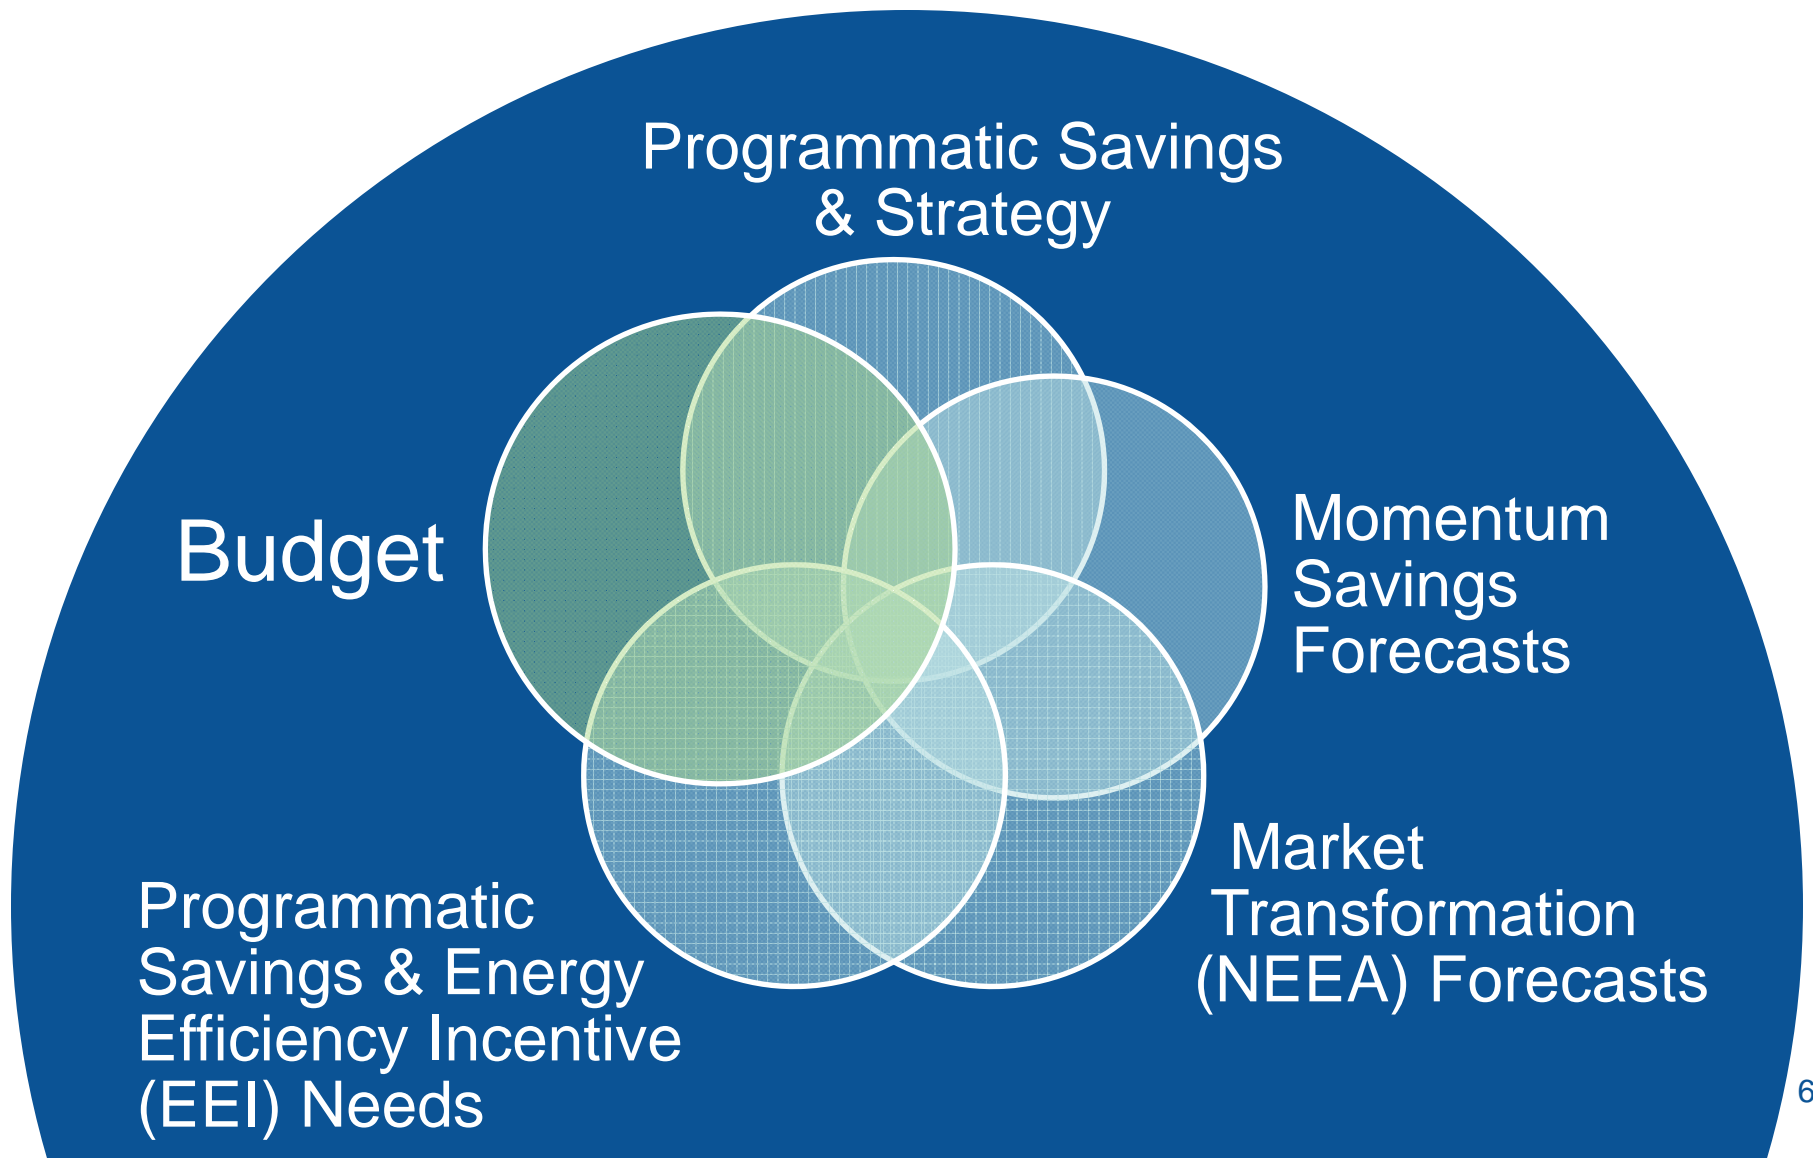 Programmatic Savings
& Strategy
Budget
Momentum
Savings
Forecasts
Market
Transformation
(NEEA) Forecasts
Programmatic
Savings & Energy
Efficiency Incentive
(EEI) Needs
6